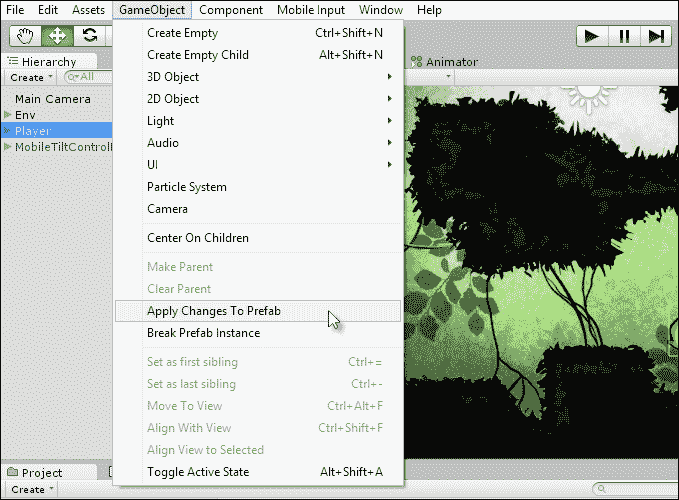 File Edit Assets GameObject Component Mobile Input Window Help
Hierarchy
Create
All
Main Camera
Env
Player
MobileTiltControl
Create Empty Ctrl+Shift+N
Create Empty Child Alt+Shift+N
3D Object
2D Object
Light
Audio
UI
Particle System
Camera
Center On Children
Make Parent
Clear Parent
Apply Changes To Prefab
Break Prefab Instance
Set as first sibling Ctrl+=
Set as last sibling Ctrl+-
Move To View Ctrl+Alt+F
Align With View Ctrl+Shift+F
Align View to Selected
Toggle Active State Alt+Shift+A
Animator
Project
Create